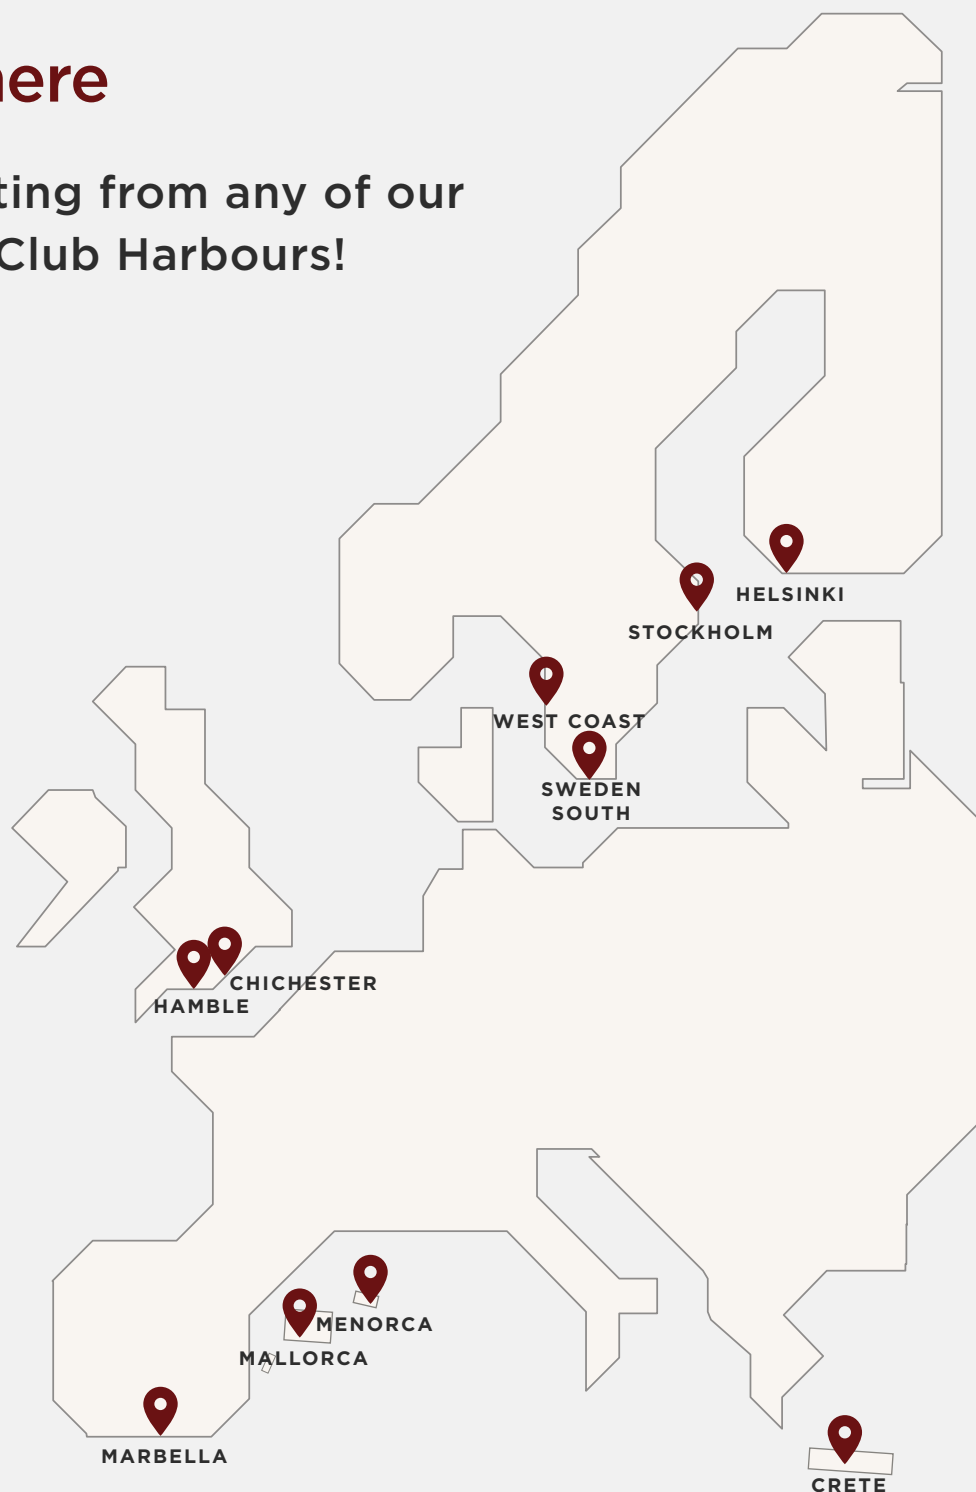 here
ting from any of our
Club Harbours!
HELSINKI
STOCKHOLM
WEST COAST
SWEDEN
SOUTH
CHICHESTER
HAMBLE
MENORCA
MALLORCA
MARBELLA
CRETE